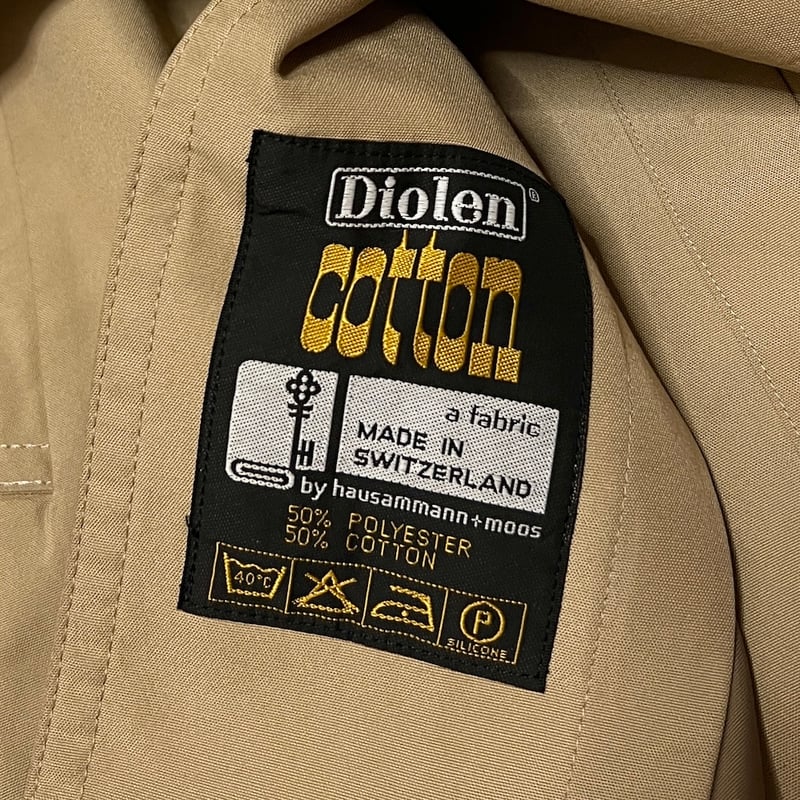 Diolen®
cotton
a fabric
MADE IN
SWITZERLAND
by hausammann+moos
50% POLYESTER
50% COTTON
40°C
P
SILICONE